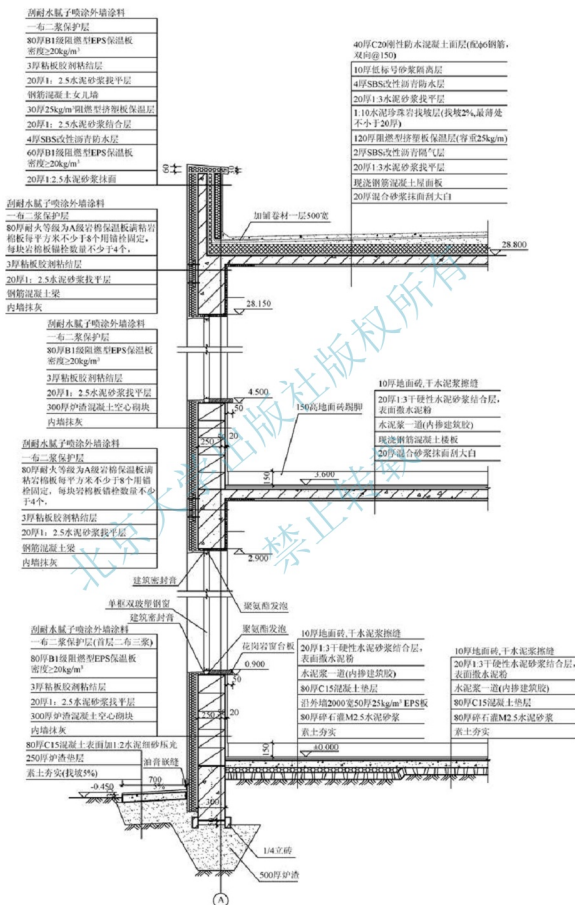 刮耐水腻子喷涂外墙涂料
一布二浆保护层
80厚B1级阻燃型EPS保温板
密度≥20kg/m³
3厚粘板胶剂粘结层
20厚1：2.5水泥砂浆找平层
钢筋混凝土女儿墙
30厚25kg/m³阻燃型挤塑板保温层
20厚1：2.5水泥砂浆结合层
4厚SBS改性沥青防水层
60厚B1级阻燃型EPS保温板
密度≥20kg/m³
20厚1:2.5水泥砂浆抹面
40厚C20刚性防水混凝土面层(配ϕ6钢筋,
双向@150)
10厚低标号砂浆隔离层
4厚SBS改性沥青防水层
20厚1:3水泥砂浆找平层
1:10水泥珍珠岩找坡层(找坡2%,最薄处
不小于20厚)
120厚阻燃型挤塑板保温层(容重25kg/m)
2厚SBS改性沥青隔气层
20厚1:2.5水泥砂浆找平层
现浇钢筋混凝土屋面板
20厚混合砂浆抹面刮大白
60
加铺卷材一层500宽
28.800
刮耐水腻子喷涂外墙涂料
一布二浆保护层
80厚耐火等级为A级岩棉保温板满粘岩
棉板每平方米不少于8个用锚栓固定,
每块岩棉板锚栓数量不少于4个,
3厚粘板胶剂粘结层
20厚1：2.5水泥砂浆找平层
钢筋混凝土梁
内墙抹灰
28.150
刮耐水腻子喷涂外墙涂料
一布二浆保护层
80厚B1级阻燃型EPS保温板
密度≥20kg/m³
3厚粘板胶剂粘结层
20厚1：2.5水泥砂浆找平层
300厚炉渣混凝土空心砌块
内墙抹灰
4.500
50
250
20
150高地面砖踢脚
150
3.600
10厚地面砖,干水泥浆擦缝
20厚1:3干硬性水泥砂浆结合层,
表面撒水泥粉
水泥浆一道(内掺建筑胶)
现浇钢筋混凝土楼板
20厚混合砂浆抹面刮大白
刮耐水腻子喷涂外墙涂料
一布二浆保护层
80厚耐火等级为A级岩棉保温板满
粘岩棉板每平方米不少于8个用锚
栓固定，每块岩棉板锚栓数量不少
于4个,
3厚粘板胶剂粘结层
20厚1：2.5水泥砂浆找平层
钢筋混凝土梁
内墙抹灰
2.900
建筑密封膏
聚氨酯发泡
单框双玻塑钢窗
建筑密封膏
聚氨酯发泡
花岗岩窗台板
0.900
刮耐水腻子喷涂外墙涂料
一布二浆保护层(首层二布三浆)
80厚B1级阻燃型EPS保温板
密度≥20kg/m³
3厚粘板胶剂粘结层
20厚1：2.5水泥砂浆找平层
300厚炉渣混凝土空心砌块
内墙抹灰
50
250
20
10厚地面砖,干水泥浆擦缝
20厚1:3干硬性水泥砂浆结合层,
表面撒水泥粉
水泥浆一道(内掺建筑胶)
80厚C15混凝土垫层
沿外墙2000宽50厚25kg/m³ EPS板
80厚碎石灌M2.5水泥砂浆
素土夯实
10厚地面砖,干水泥浆擦缝
20厚1:3干硬性水泥砂浆结合层,
表面撒水泥粉
水泥浆一道(内掺建筑胶)
80厚C15混凝土垫层
80厚碎石灌M2.5水泥砂浆
素土夯实
80厚C15混凝土表面加1:2水泥细砂压光
250厚炉渣垫层
油膏嵌缝
素土夯实(找坡5%)
700
3%
-0.450
150
±0.000
300
1/4立砖
500厚炉渣
A
北京大学出版社版权所有
禁止转载